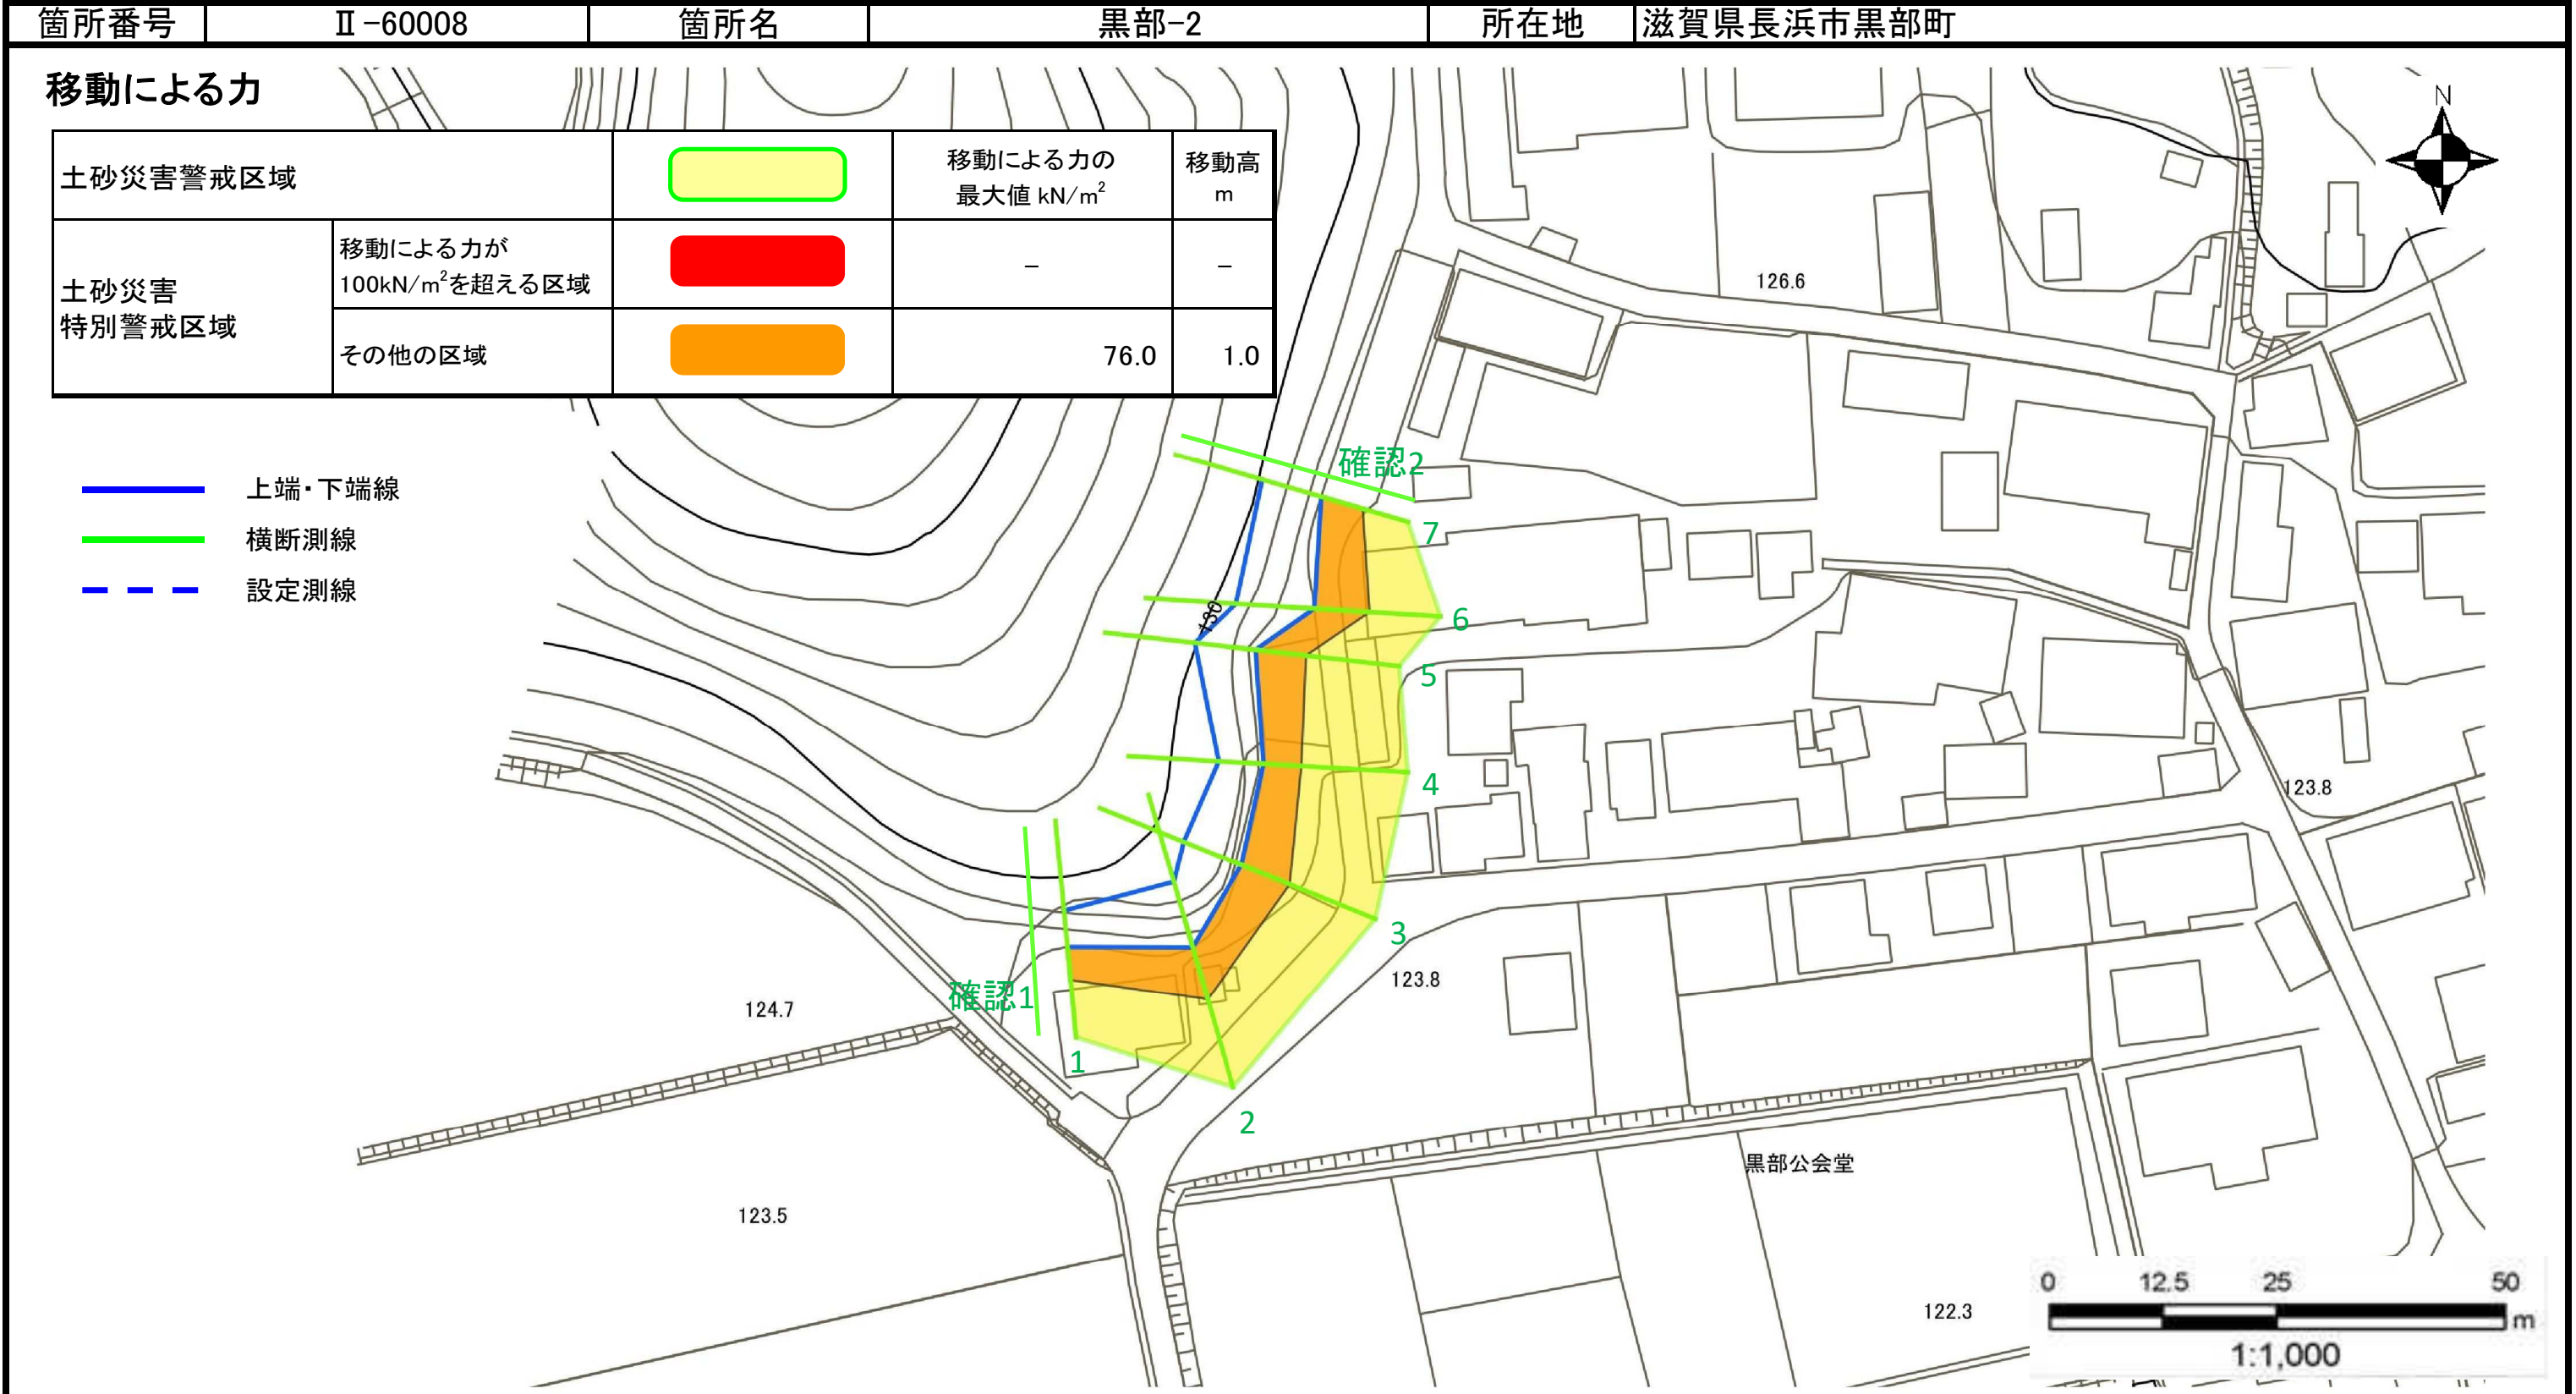 箇所番号 Ⅱ-60008 箇所名 黒部-2 所在地 滋賀県長浜市黒部町
移動による力
土砂災害警戒区域
移動による力の
最大値 kN/m²
移動高
m
土砂災害
特別警戒区域
移動による力が
100kN/m²を超える区域
-
-
その他の区域
76.0
1.0
上端・下端線
横断測線
設定測線
N
126.6
確認2
7
130
6
5
4
123.8
3
123.8
確認1
124.7
1
2
黒部公会堂
123.5
122.3
0 12.5 25 50
m
1:1,000